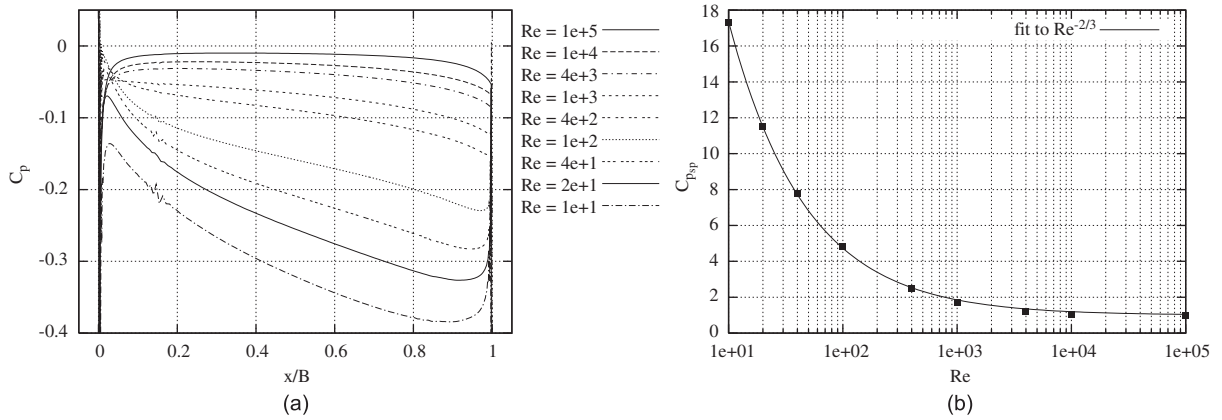 0
-0.1
-0.2
-0.3
-0.4
C_p
0
0.2
0.4
0.6
0.8
1
x/B
(a)
Re = 1e+5
Re = 1e+4
Re = 4e+3
Re = 1e+3
Re = 4e+2
Re = 1e+2
Re = 4e+1
Re = 2e+1
Re = 1e+1
18
16
14
12
10
8
6
4
2
0
C_{p_{sp}}
fit to Re^{-2/3}
1e+01
1e+02
1e+03
1e+04
1e+05
Re
(b)